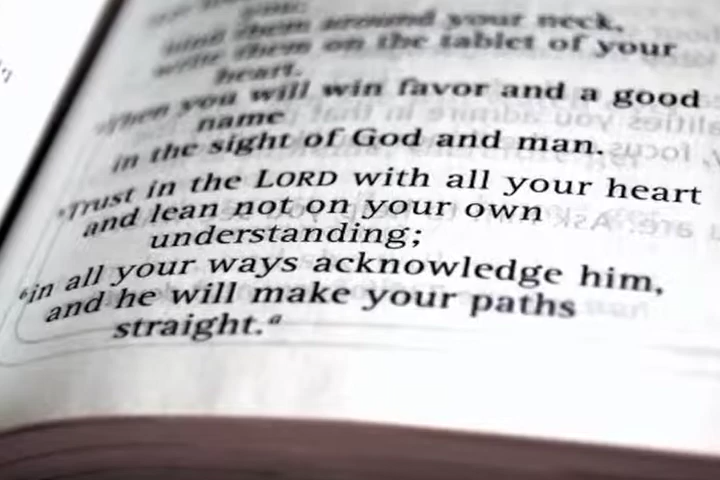 bind them around your neck,
write them on the tablet of your
heart.
Then you will win favor and a good
name
in the sight of God and man.
⁵Trust in the LORD with all your heart
and lean not on your own
understanding;
⁶in all your ways acknowledge him,
and he will make your paths
straight.ᵃ